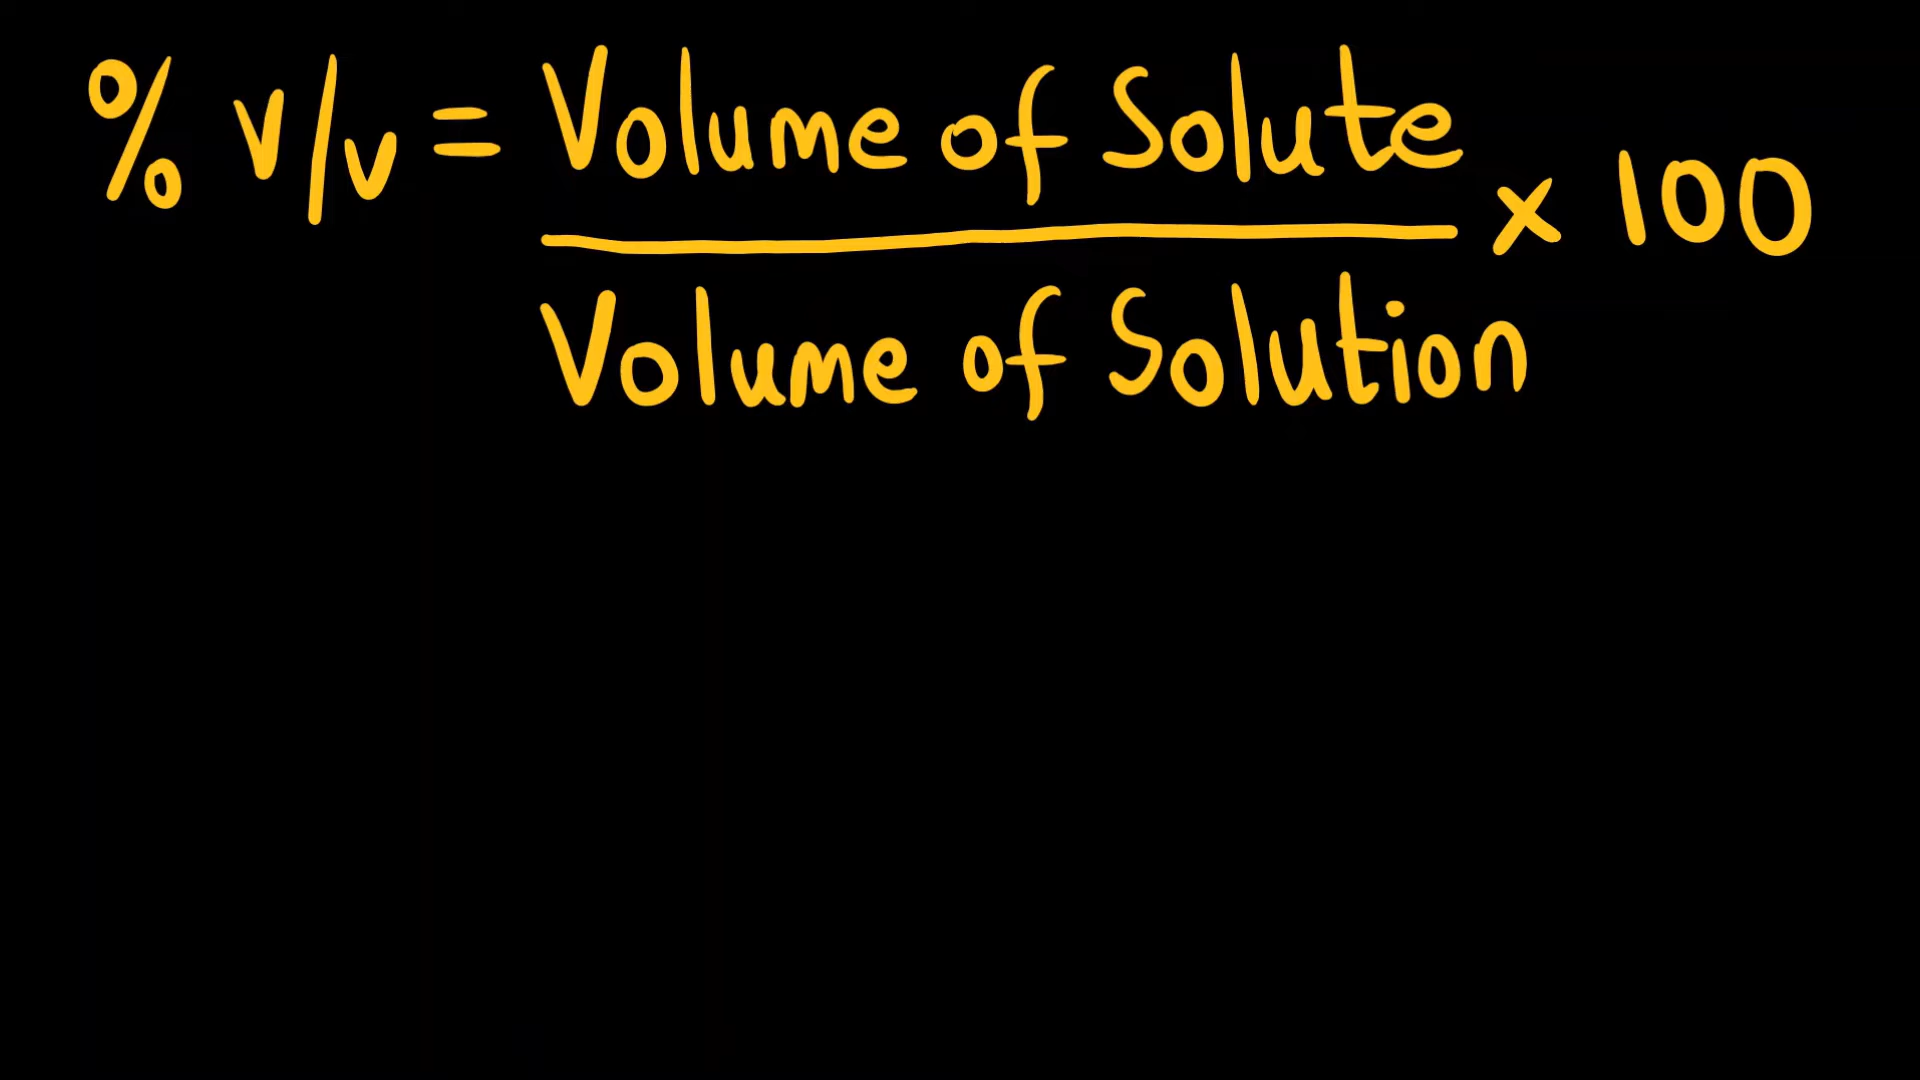 % v/v = Volume of Solute x 100
Volume of Solution